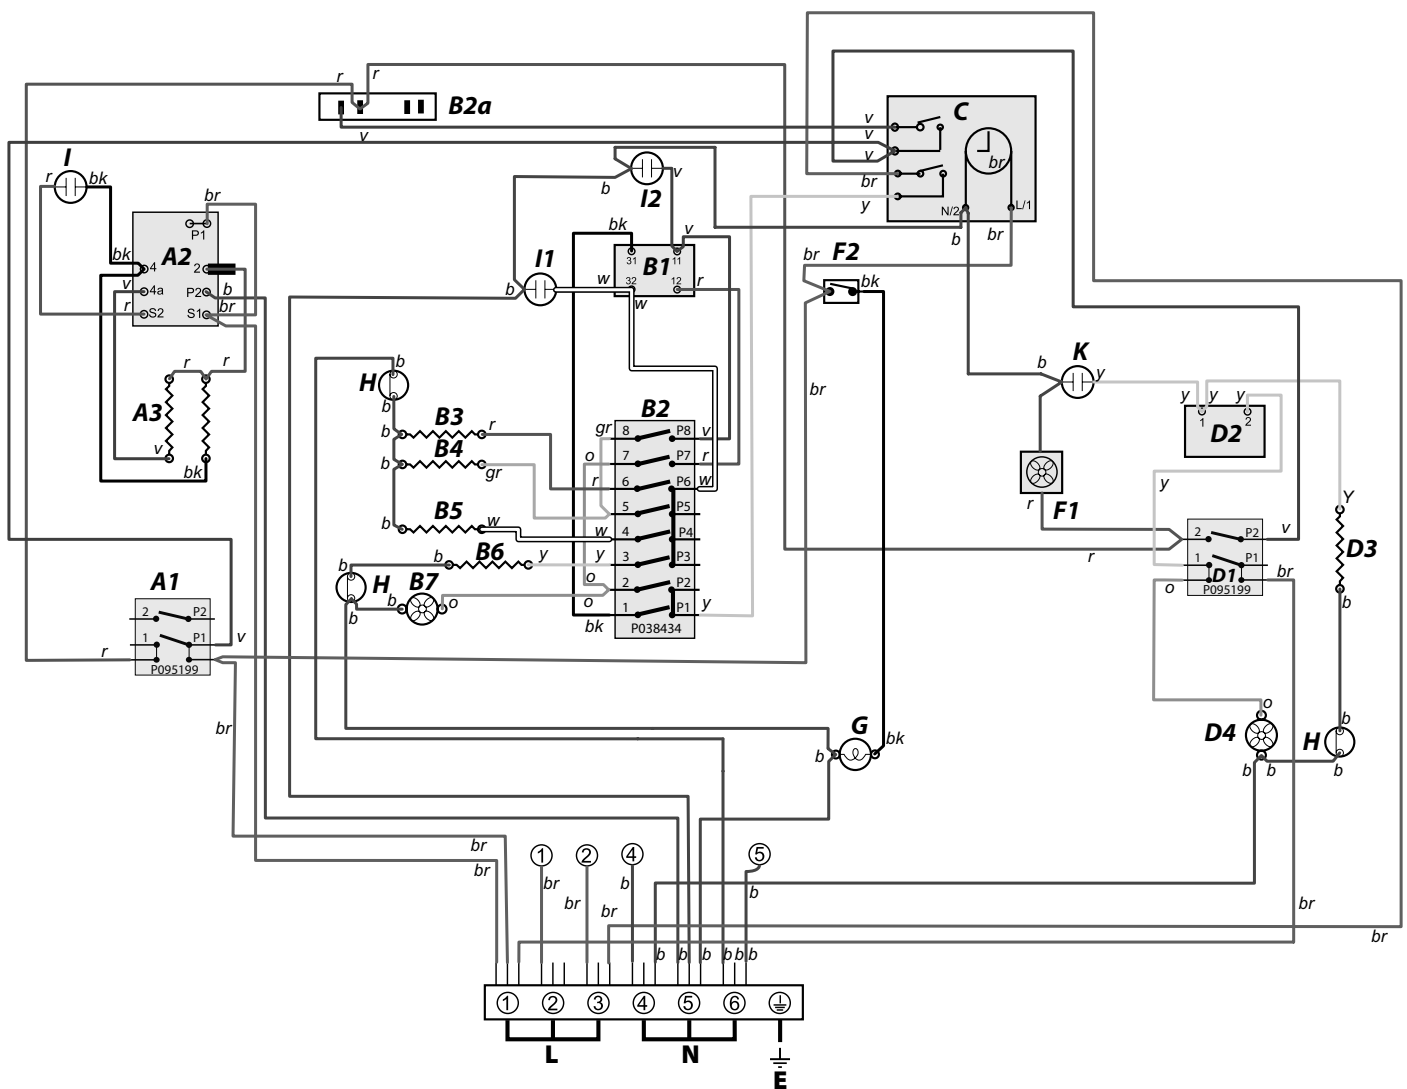 r
r
B2a
v
C
v
v
v
br
y
br
N/2
L/1
b
br
I
r
bk
br
P1
A2
bk
4
2
v
4a
P2
b
r
S2
S1
br
I2
b
v
I1
b
bk
v
31
11
B1
32
12
w
w
r
F2
br
bk
br
r
r
A3
v
bk
b
H
b
B3
b
r
B4
b
gr
B5
b
w
B6
b
y
b
H
B7
b
b
o
B2
gr
8
P8
v
o
7
P7
r
r
6
P6
w
5
P5
w
4
P4
y
3
P3
o
2
P2
o
1
P1
y
bk
P038434
K
b
y
y
y
y
1
2
D2
F1
r
y
r
2
P2
v
1
P1
D1
br
o
P095199
Y
D3
b
A1
2
P2
1
P1
v
r
P095199
br
G
b
bk
D4
o
b
b
H
b
b
br
br
1
2
4
5
br
br
br
b
b
b
b
b
b
b
b
b
br
br
1
2
3
4
5
6
L
N
E